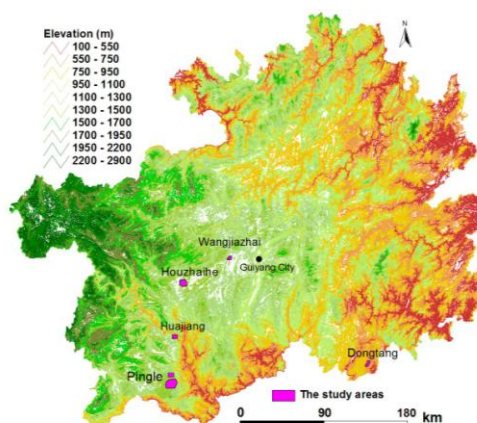 N
Elevation (m)
100 - 550
550 - 750
750 - 950
950 - 1100
1100 - 1300
1300 - 1500
1500 - 1700
1700 - 1950
1950 - 2200
2200 - 2900
Wangjiazhai
Guiyang City
Houzhaihe
Huajiang
Dongtang
Pingle
The study areas
0 90 180 km